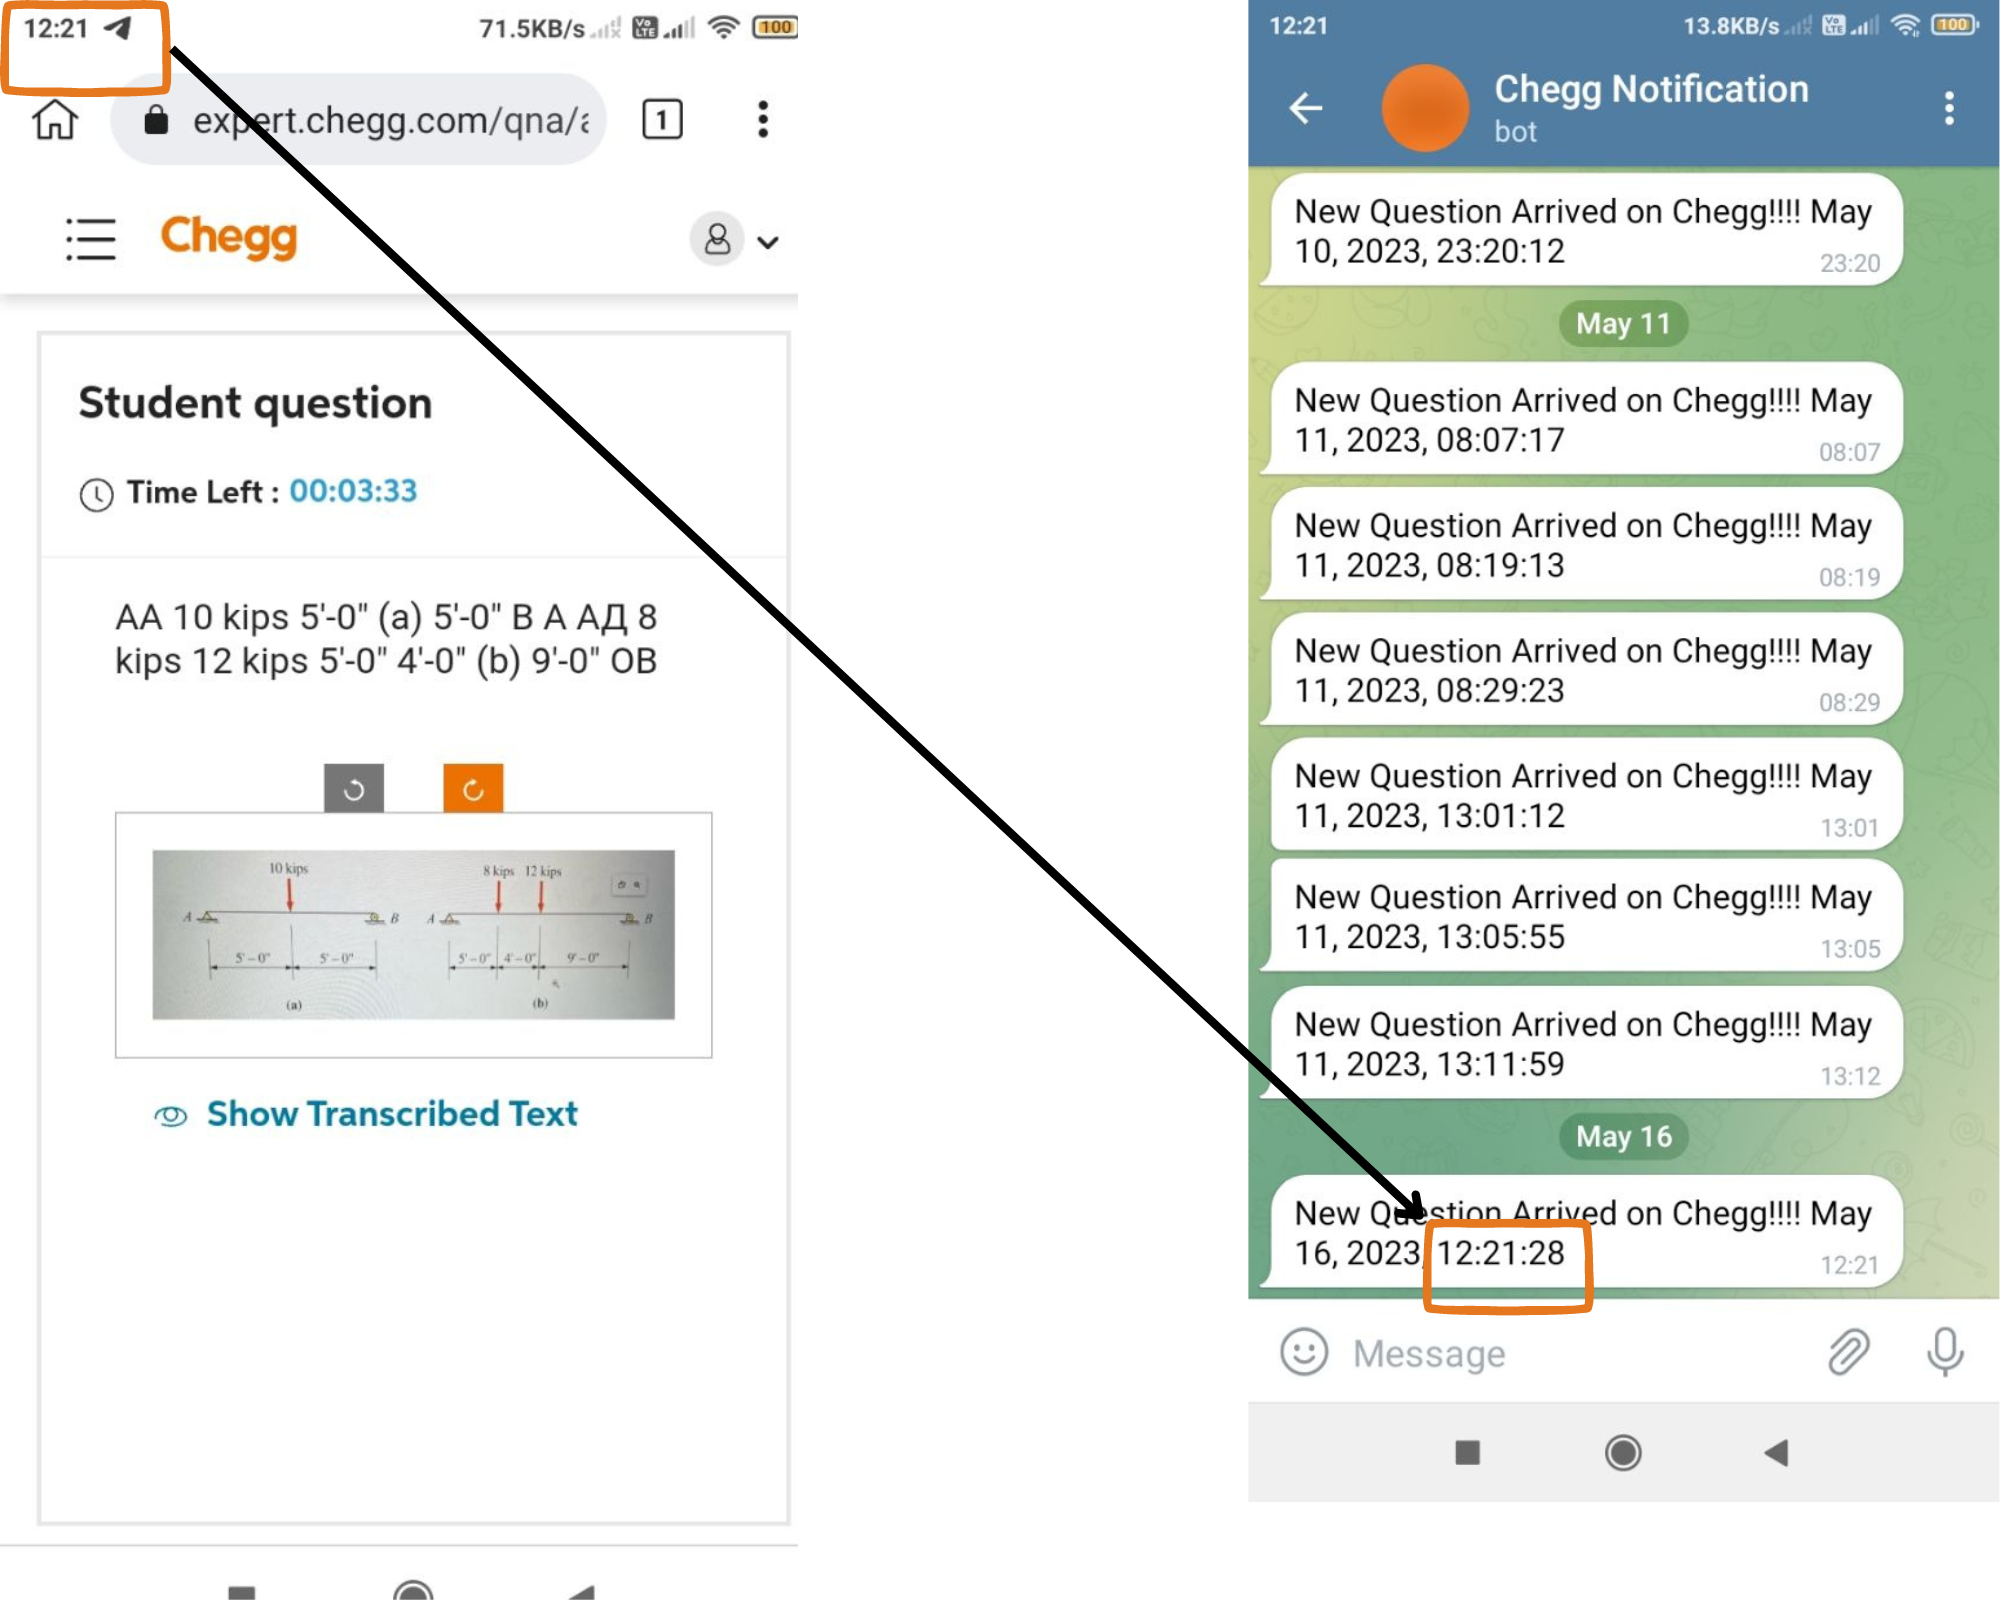 12:21
71.5KB/s
Vo LTE
100
expert.chegg.com/qna/a
1
Chegg
Student question
Time Left : 00:03:33
AA 10 kips 5'-0" (a) 5'-0" B A AД 8
kips 12 kips 5'-0" 4'-0" (b) 9'-0" OB
10 kips
8 kips 12 kips
A B A B
5'-0" 5'-0" 5'-0" 4'-0" 9'-0"
(a) (b)
Show Transcribed Text
12:21
13.8KB/s
Vo LTE
100
Chegg Notification
bot
New Question Arrived on Chegg!!!! May
10, 2023, 23:20:12
23:20
May 11
New Question Arrived on Chegg!!!! May
11, 2023, 08:07:17
08:07
New Question Arrived on Chegg!!!! May
11, 2023, 08:19:13
08:19
New Question Arrived on Chegg!!!! May
11, 2023, 08:29:23
08:29
New Question Arrived on Chegg!!!! May
11, 2023, 13:01:12
13:01
New Question Arrived on Chegg!!!! May
11, 2023, 13:05:55
13:05
New Question Arrived on Chegg!!!! May
11, 2023, 13:11:59
13:12
May 16
New Question Arrived on Chegg!!!! May
16, 2023, 12:21:28
12:21
Message